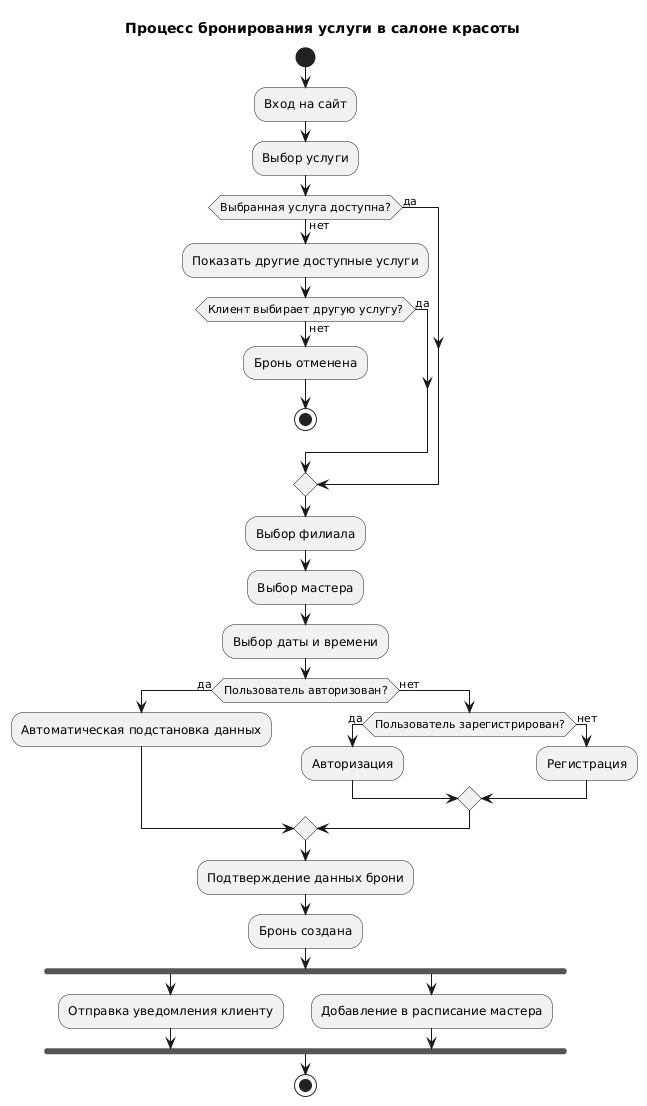 Процесс бронирования услуги в салоне красоты
Вход на сайт
Выбор услуги
Выбранная услуга доступна?
да
нет
Показать другие доступные услуги
Клиент выбирает другую услугу?
да
нет
Бронь отменена
Выбор филиала
Выбор мастера
Выбор даты и времени
да
Пользователь авторизован?
нет
Автоматическая подстановка данных
да
Пользователь зарегистрирован?
нет
Авторизация
Регистрация
Подтверждение данных брони
Бронь создана
Отправка уведомления клиенту
Добавление в расписание мастера